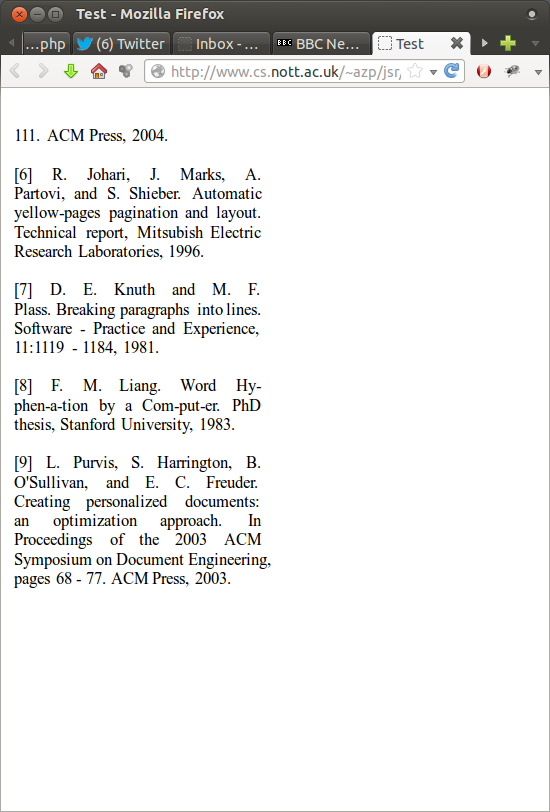 Test - Mozilla Firefox
...php (6) Twitter Inbox - ... BBC BBC Ne... Test
http://www.cs.nott.ac.uk/~azp/jsr/
111. ACM Press, 2004.
[6] R. Johari, J. Marks, A.
Partovi, and S. Shieber. Automatic
yellow-pages pagination and layout.
Technical report, Mitsubish Electric
Research Laboratories, 1996.
[7] D. E. Knuth and M. F.
Plass. Breaking paragraphs into lines.
Software - Practice and Experience,
11:1119 - 1184, 1981.
[8] F. M. Liang. Word Hy-
phen-a-tion by a Com-put-er. PhD
thesis, Stanford University, 1983.
[9] L. Purvis, S. Harrington, B.
O'Sullivan, and E. C. Freuder.
Creating personalized documents:
an optimization approach. In
Proceedings of the 2003 ACM
Symposium on Document Engineering,
pages 68 - 77. ACM Press, 2003.